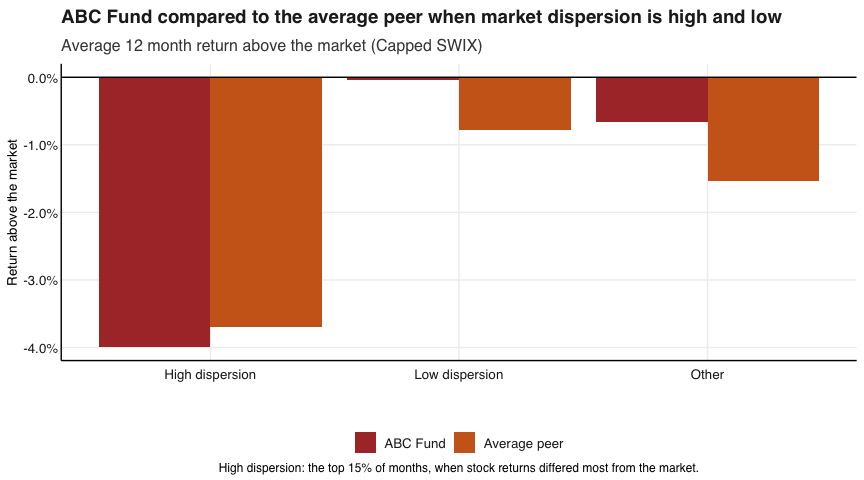 ABC Fund compared to the average peer when market dispersion is high and low
Average 12 month return above the market (Capped SWIX)
Return above the market
0.0%
-1.0%
-2.0%
-3.0%
-4.0%
High dispersion
Low dispersion
Other
ABC Fund
Average peer
High dispersion: the top 15% of months, when stock returns differed most from the market.